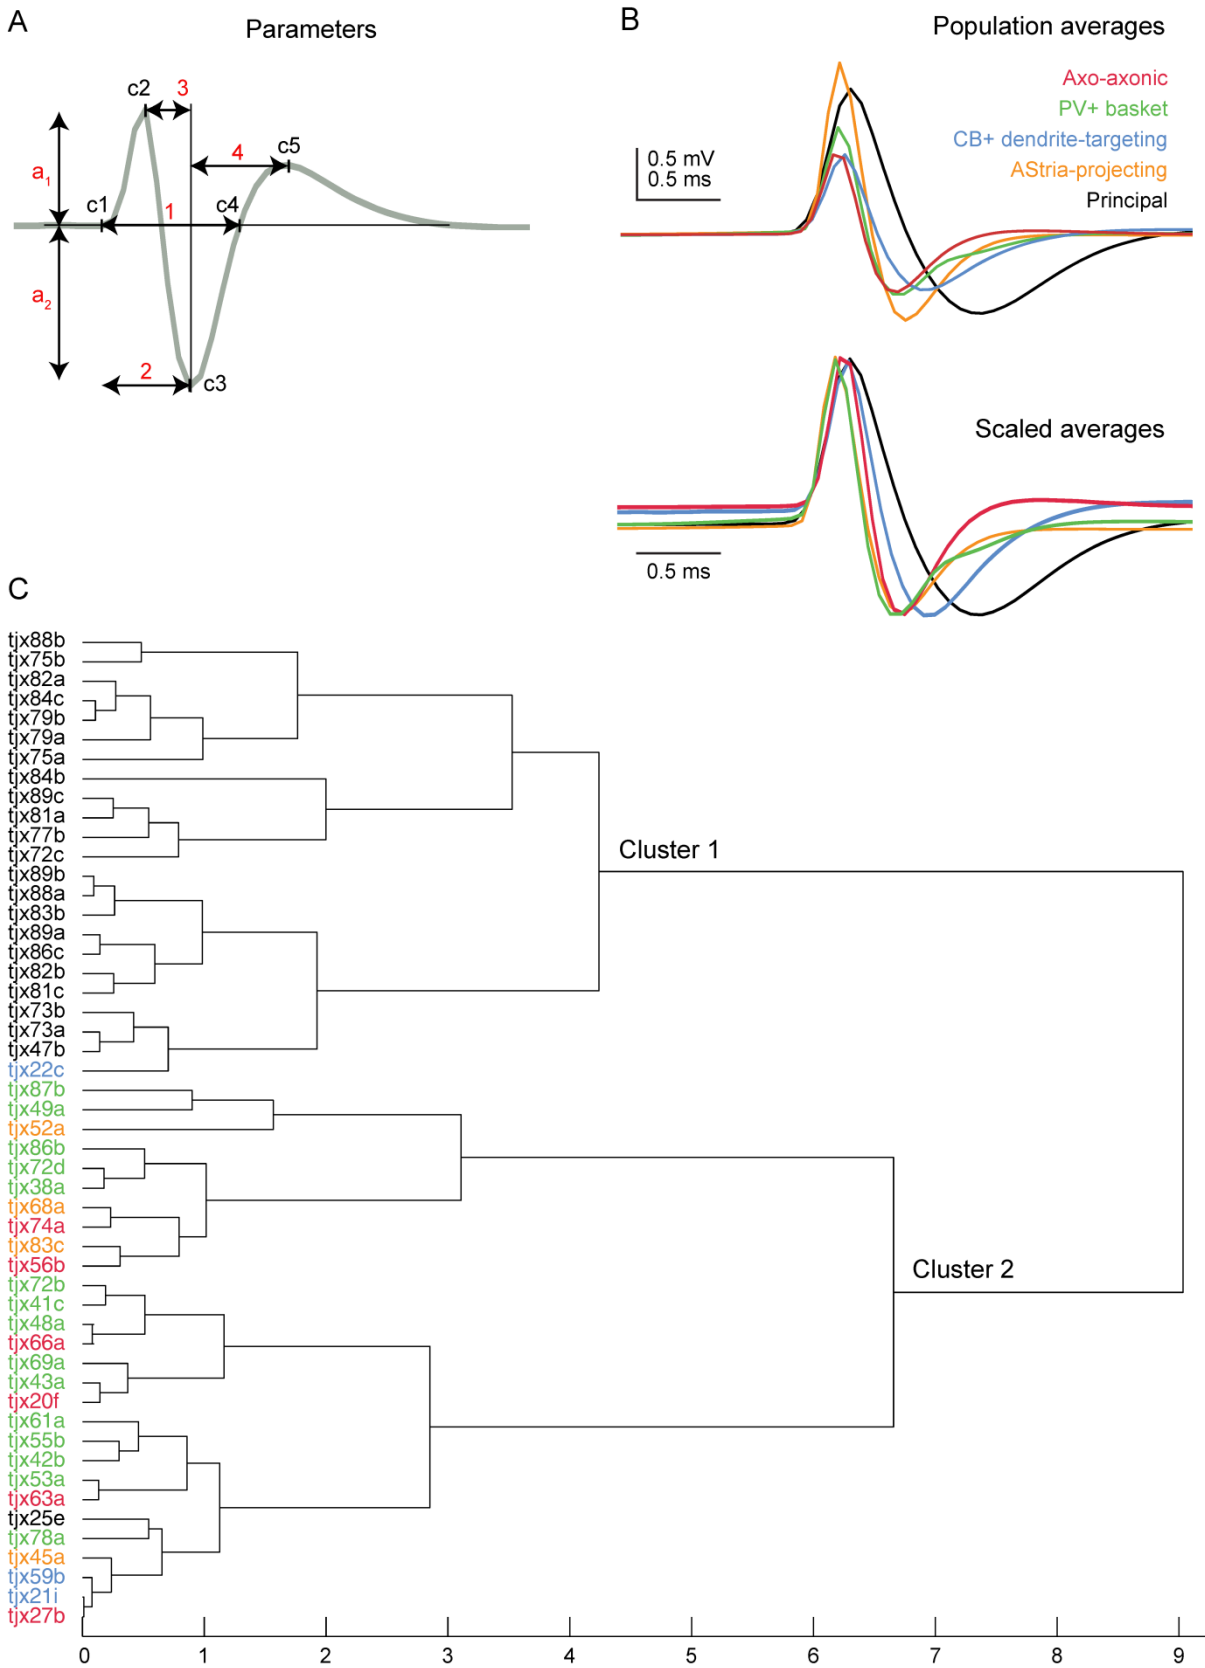 A
Parameters
c2
3
a1
c1
1
c4
4
c5
a2
2
c3
B
Population averages
Axo-axonic
PV+ basket
CB+ dendrite-targeting
AStria-projecting
Principal
0.5 mV
0.5 ms
Scaled averages
0.5 ms
C
tjx88b
tjx75b
tjx82a
tjx84c
tjx79b
tjx79a
tjx75a
tjx84b
tjx89c
tjx81a
tjx77b
tjx72c
tjx89b
tjx88a
tjx83b
tjx89a
tjx86c
tjx82b
tjx81c
tjx73b
tjx73a
tjx47b
tjx22c
tjx87b
tjx49a
tjx52a
tjx86b
tjx72d
tjx38a
tjx68a
tjx74a
tjx83c
tjx56b
tjx72b
tjx41c
tjx48a
tjx66a
tjx69a
tjx43a
tjx20f
tjx61a
tjx55b
tjx42b
tjx53a
tjx63a
tjx25e
tjx78a
tjx45a
tjx59b
tjx21i
tjx27b
Cluster 1
Cluster 2
0 1 2 3 4 5 6 7 8 9